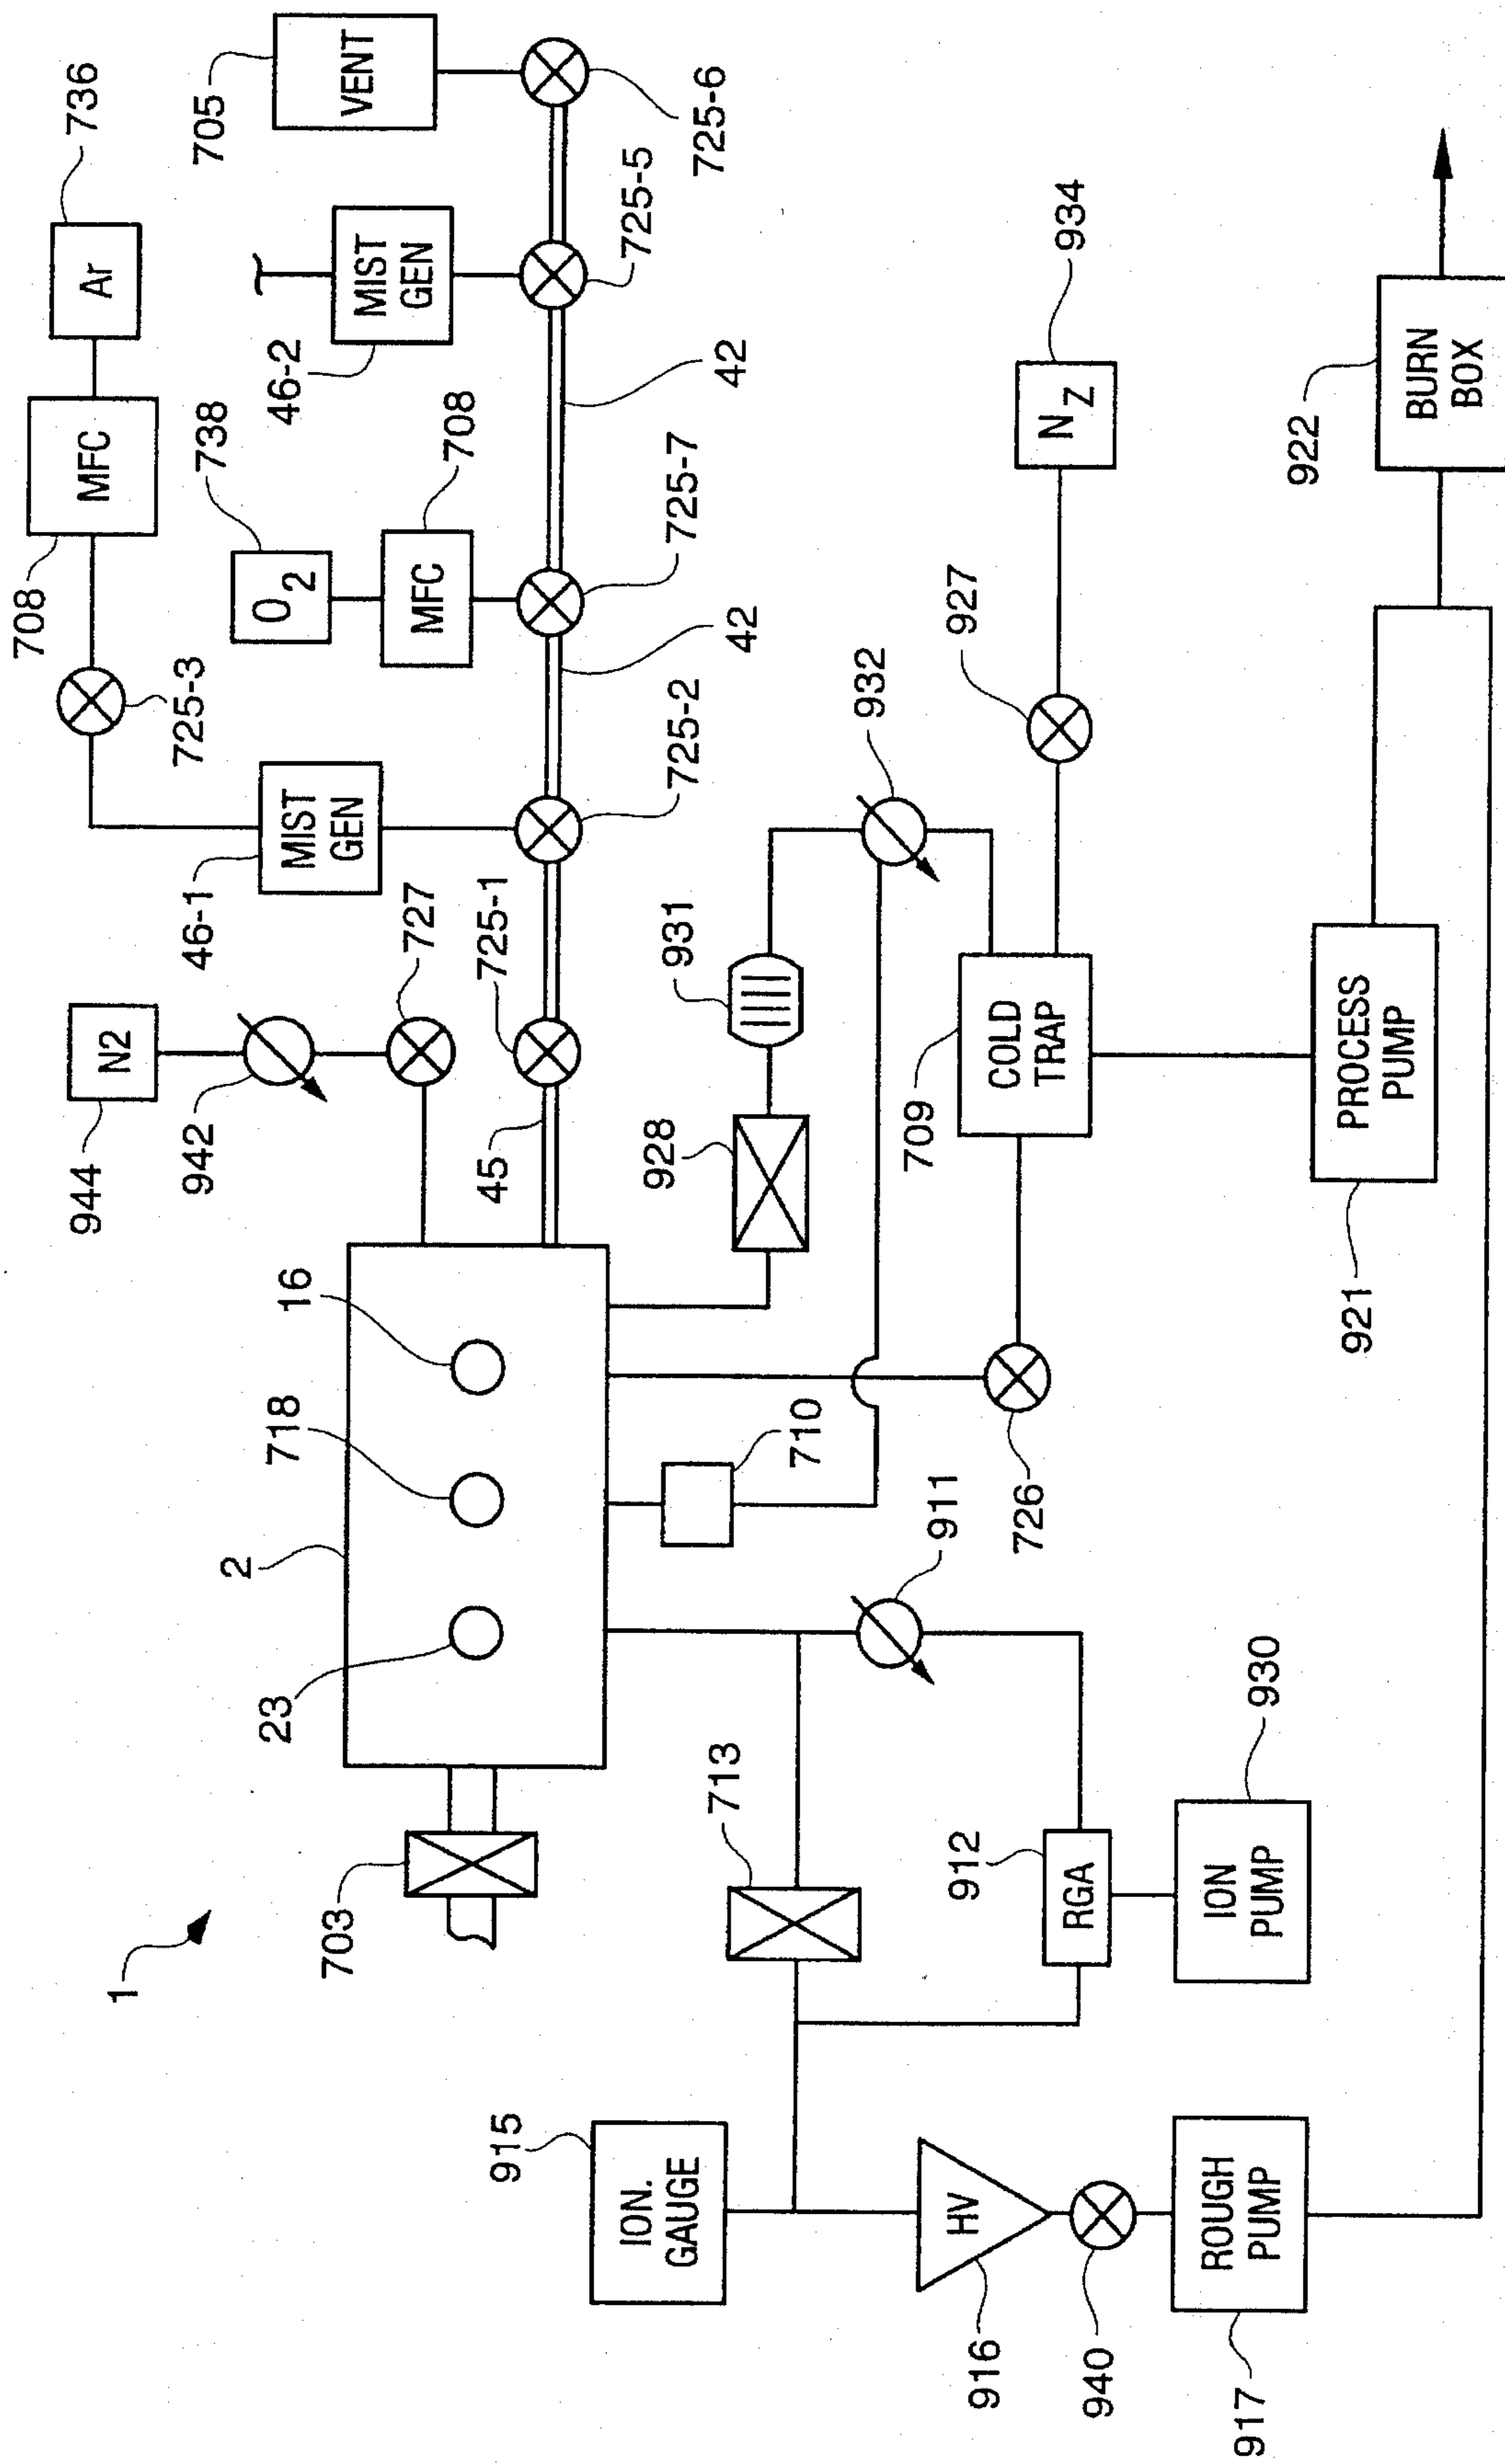 1
736
Ar
705
VENT
708
MFC
738
O2
46-2
MIST
GEN
725-6
725-3
708
MFC
725-5
46-1
MIST
GEN
42
725-7
944
N2
942
727
725-1
725-2
42
45
2
23
718
16
703
928
931
932
927
934
NZ
710
709
COLD
TRAP
713
911
726
915
ION.
GAUGE
912
RGA
930
ION
PUMP
921
PROCESS
PUMP
922
BURN
BOX
916
HV
940
917
ROUGH
PUMP